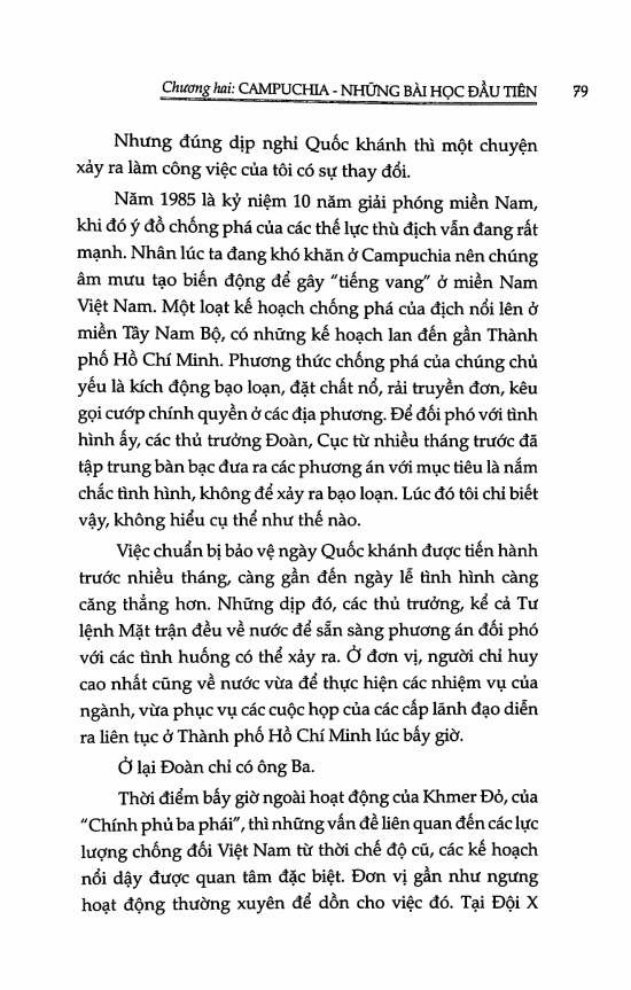 Chương hai: CAMPUCHIA - NHỮNG BÀI HỌC ĐẦU TIÊN 79
Nhưng đúng dịp nghỉ Quốc khánh thì một chuyện
xảy ra làm công việc của tôi có sự thay đổi.
Năm 1985 là kỷ niệm 10 năm giải phóng miền Nam,
khi đó ý đồ chống phá của các thế lực thù địch vẫn đang rất
mạnh. Nhân lúc ta đang khó khăn ở Campuchia nên chúng
âm mưu tạo biến động để gây "tiếng vang" ở miền Nam
Việt Nam. Một loạt kế hoạch chống phá của địch nổi lên ở
miền Tây Nam Bộ, có những kế hoạch lan đến gần Thành
phố Hồ Chí Minh. Phương thức chống phá của chúng chủ
yếu là kích động bạo loạn, đặt chất nổ, rải truyền đơn, kêu
gọi cướp chính quyền ở các địa phương. Để đối phó với tình
hình ấy, các thủ trưởng Đoàn, Cục từ nhiều tháng trước đã
tập trung bàn bạc đưa ra các phương án với mục tiêu là nắm
chắc tình hình, không để xảy ra bạo loạn. Lúc đó tôi chỉ biết
vậy, không hiểu cụ thể như thế nào.
Việc chuẩn bị bảo vệ ngày Quốc khánh được tiến hành
trước nhiều tháng, càng gần đến ngày lễ tình hình càng
căng thẳng hơn. Những dịp đó, các thủ trưởng, kể cả Tư
lệnh Mặt trận đều về nước để sẵn sàng phương án đối phó
với các tình huống có thể xảy ra. Ở đơn vị, người chỉ huy
cao nhất cũng về nước vừa để thực hiện các nhiệm vụ của
ngành, vừa phục vụ các cuộc họp của các cấp lãnh đạo diễn
ra liên tục ở Thành phố Hồ Chí Minh lúc bấy giờ.
Ở lại Đoàn chỉ có ông Ba.
Thời điểm bấy giờ ngoài hoạt động của Khmer Đỏ, của
"Chính phủ ba phái", thì những vấn đề liên quan đến các lực
lượng chống đối Việt Nam từ thời chế độ cũ, các kế hoạch
nổi dậy được quan tâm đặc biệt. Đơn vị gần như ngưng
hoạt động thường xuyên để dồn cho việc đó. Tại Đội X